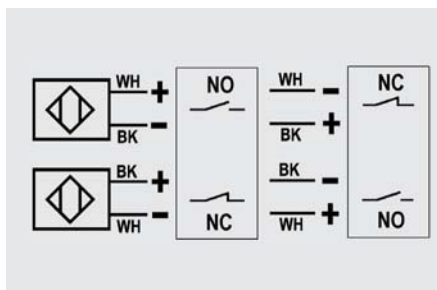 WH + NO WH - NC
BK - BK +
BK + BK -
WH - NC WH + NO